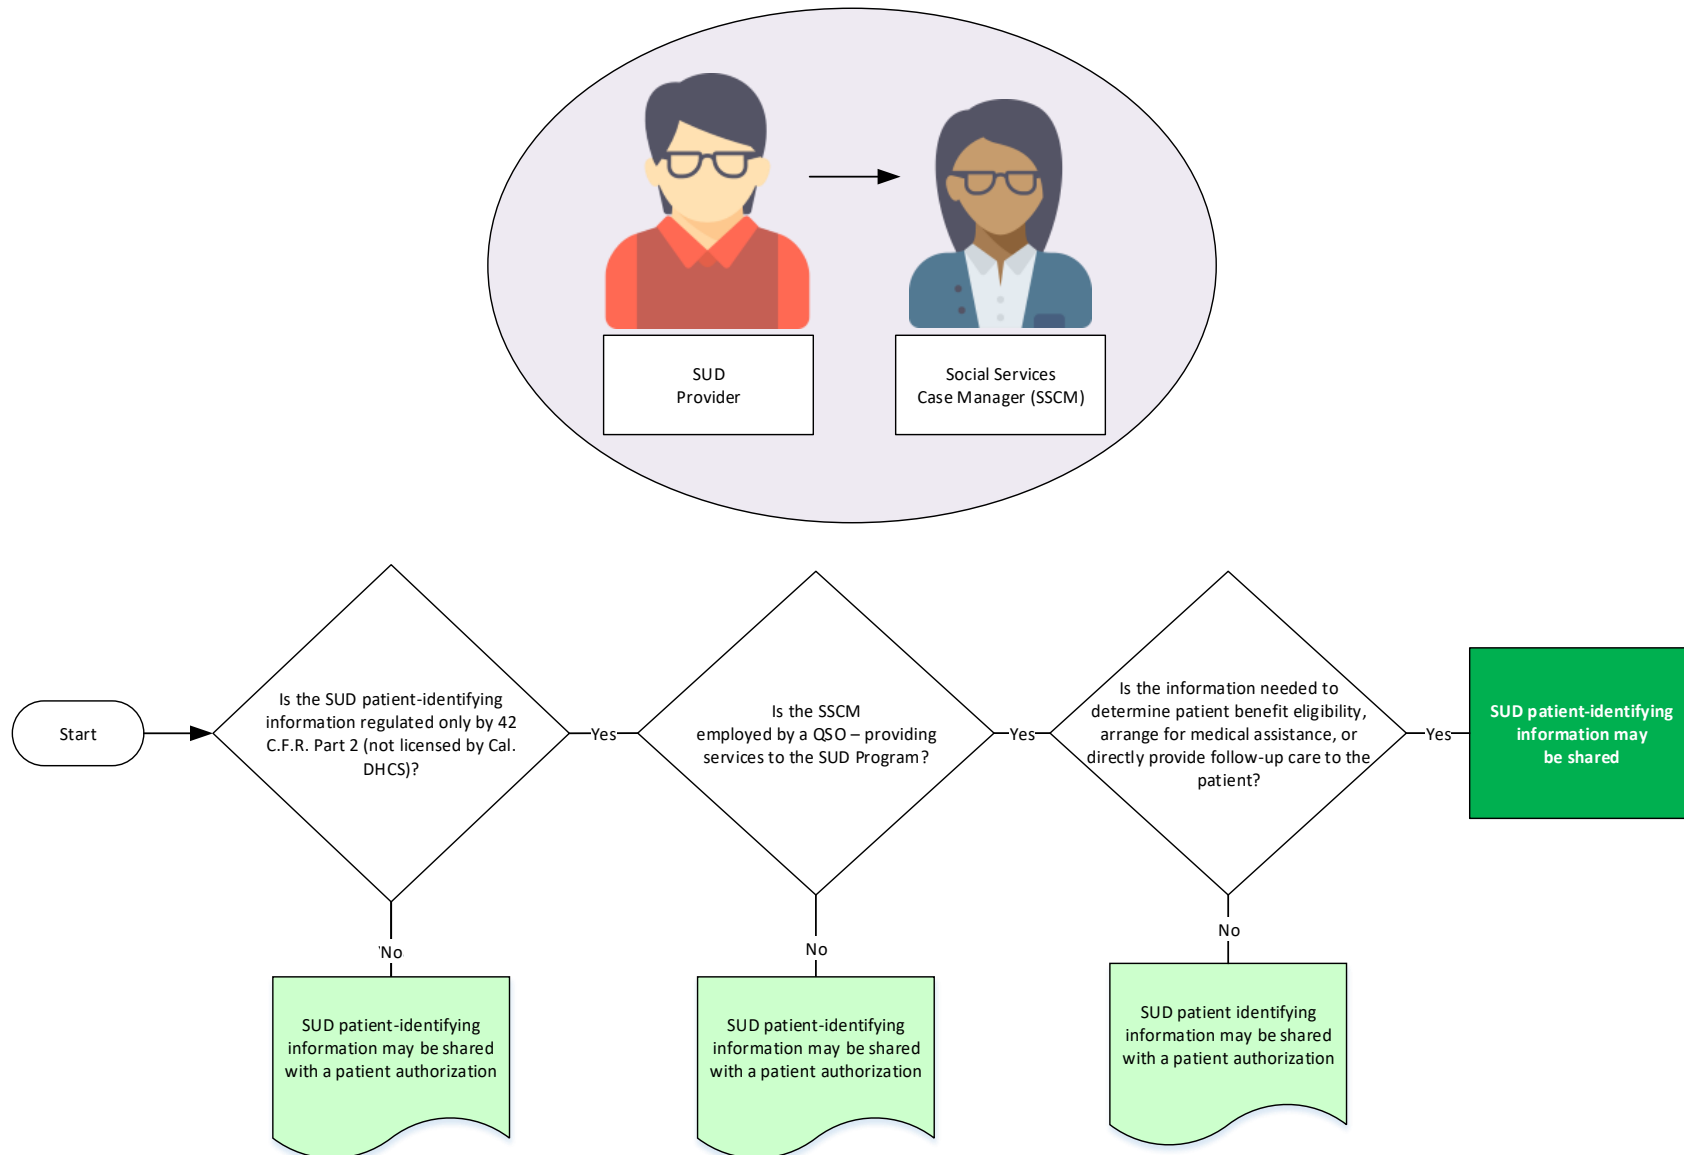 SUD
Provider
Social Services
Case Manager (SSCM)
Start
Is the SUD patient-identifying
information regulated only by 42
C.F.R. Part 2 (not licensed by Cal.
DHCS)?
Yes
Is the SSCM
employed by a QSO – providing
services to the SUD Program?
Yes
Is the information needed to
determine patient benefit eligibility,
arrange for medical assistance, or
directly provide follow-up care to the
patient?
Yes
SUD patient-identifying
information may
be shared
No
No
No
SUD patient-identifying
information may be shared
with a patient authorization
SUD patient-identifying
information may be shared
with a patient authorization
SUD patient identifying
information may be shared
with a patient authorization